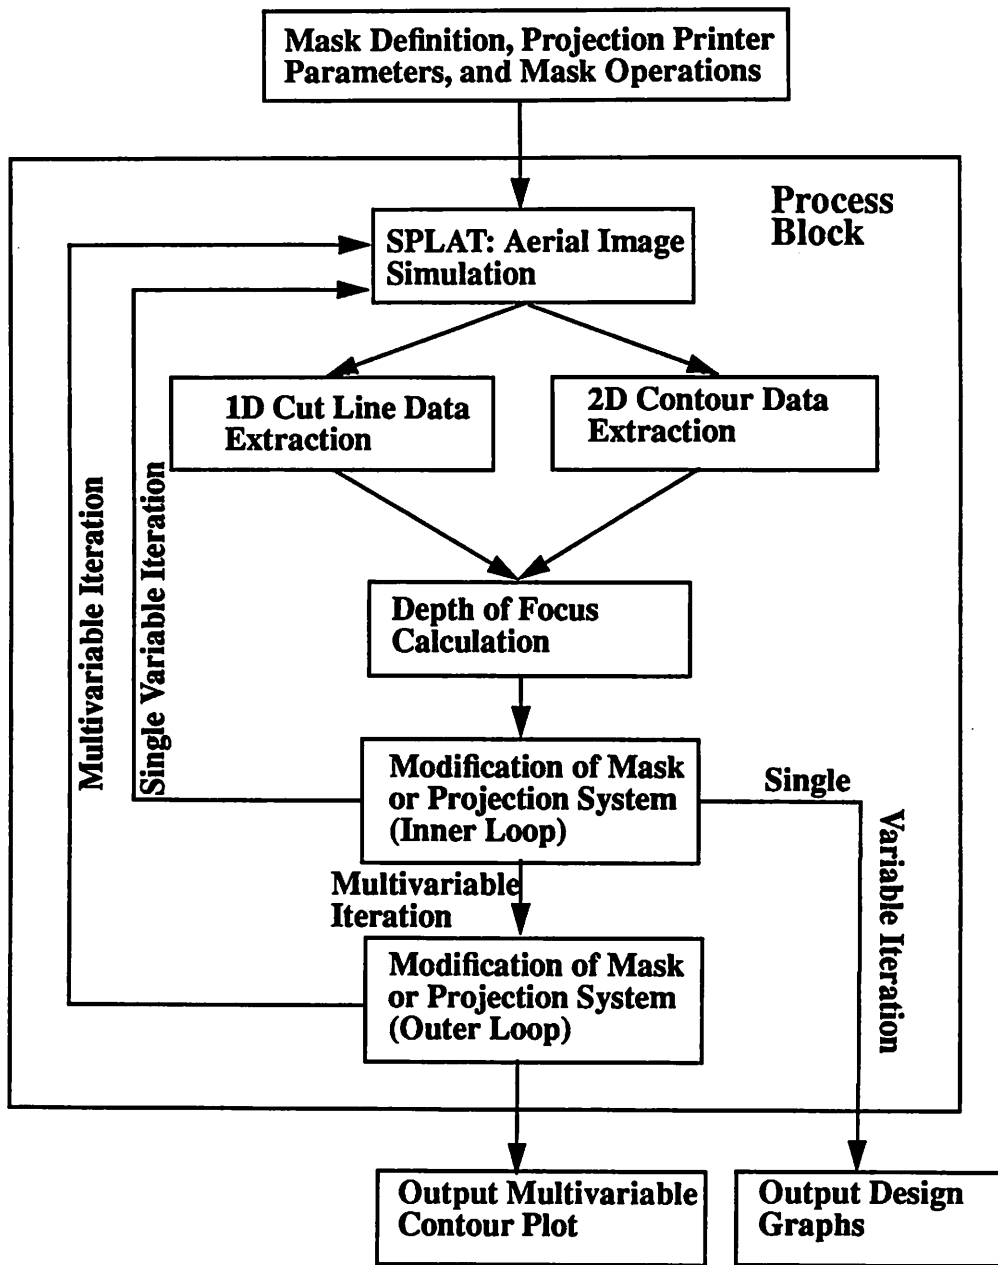 Mask Definition, Projection Printer
Parameters, and Mask Operations
Process
Block
SPLAT: Aerial Image
Simulation
1D Cut Line Data
Extraction
2D Contour Data
Extraction
Multivariable Iteration
Single Variable Iteration
Depth of Focus
Calculation
Modification of Mask
or Projection System
(Inner Loop)
Single
Variable Iteration
Multivariable
Iteration
Modification of Mask
or Projection System
(Outer Loop)
Output Multivariable
Contour Plot
Output Design
Graphs